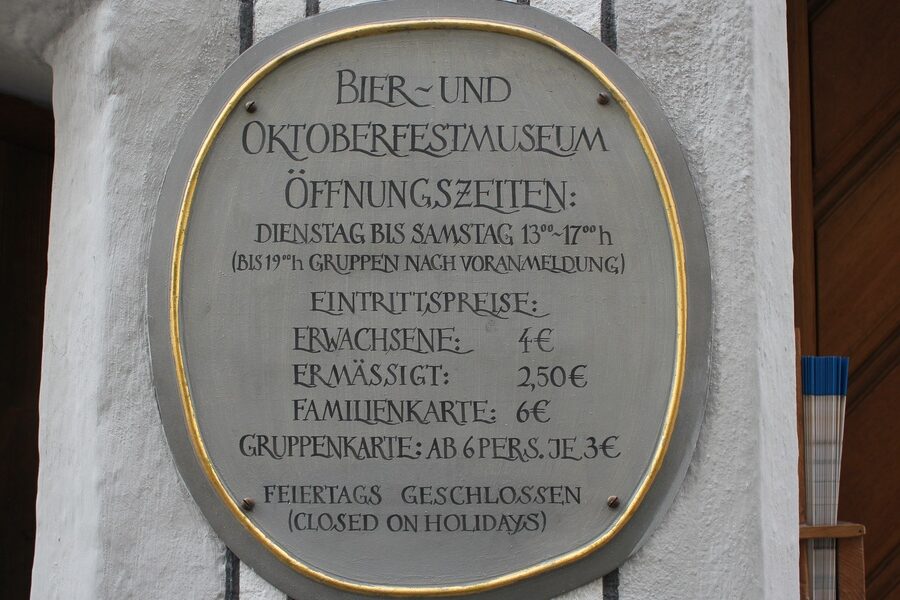 BIER- UND
OKTOBERFESTMUSEUM
ÖFFNUNGSZEITEN:
DIENSTAG BIS SAMSTAG 13⁰⁰-17⁰⁰ h
(BIS 19⁰⁰h GRUPPEN NACH VORANMELDUNG)
EINTRITTSPREISE:
ERWACHSENE: 4€
ERMÄSSIGT: 2,50€
FAMILIENKARTE: 6€
GRUPPENKARTE: AB 6 PERS. JE 3€
FEIERTAGS GESCHLOSSEN
(CLOSED ON HOLIDAYS)